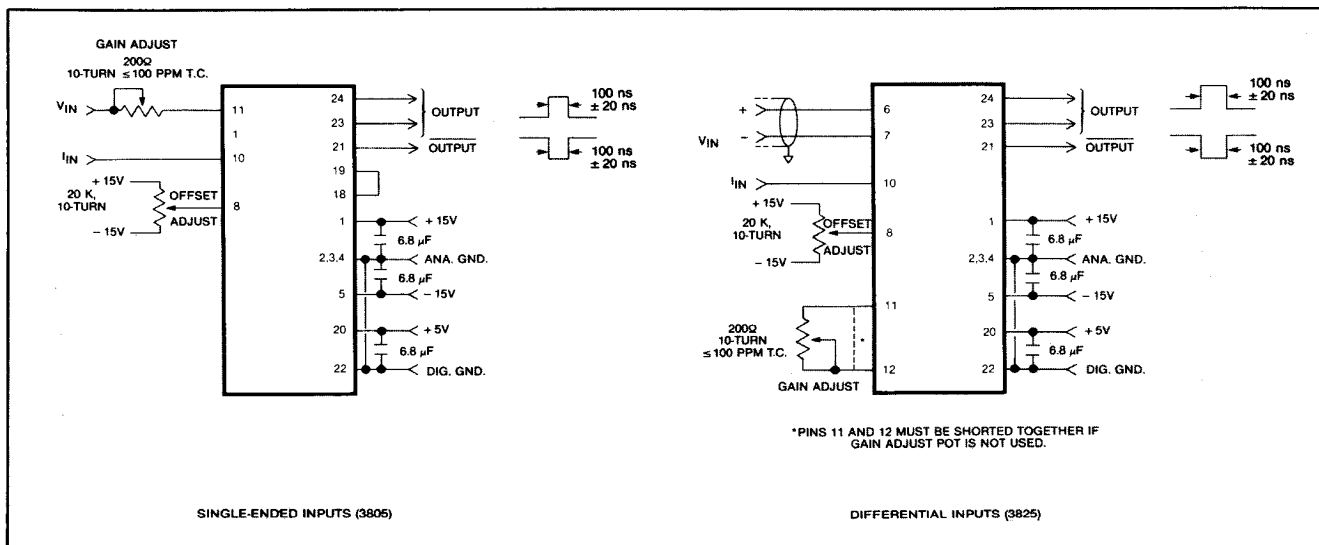 GAIN ADJUST
200Ω
10-TURN ≤ 100 PPM T.C.
VIN
11
1
IIN
10
+ 15V
20 K,
10-TURN
OFFSET
ADJUST
8
- 15V
24
23
OUTPUT
21
OUTPUT
19
18
1
+ 15V
6.8 µF
2,3,4
ANA. GND.
6.8 µF
5
- 15V
20
+ 5V
6.8 µF
22
DIG. GND.
100 ns
± 20 ns
100 ns
± 20 ns
SINGLE-ENDED INPUTS (3805)
+
6
VIN
-
7
IIN
10
+ 15V
20 K,
10-TURN
OFFSET
ADJUST
8
- 15V
11
200Ω
10-TURN
≤ 100 PPM T.C.
*
12
GAIN ADJUST
24
23
OUTPUT
21
OUTPUT
1
+ 15V
6.8 µF
2,3,4
ANA. GND.
6.8 µF
5
- 15V
20
+ 5V
6.8 µF
22
DIG. GND.
100 ns
± 20 ns
100 ns
± 20 ns
*PINS 11 AND 12 MUST BE SHORTED TOGETHER IF
GAIN ADJUST POT IS NOT USED.
DIFFERENTIAL INPUTS (3825)